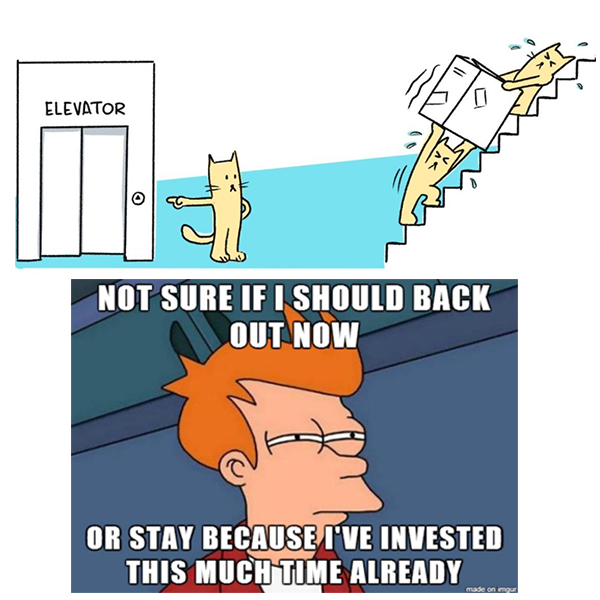 ELEVATOR
NOT SURE IF I SHOULD BACK
OUT NOW
OR STAY BECAUSE I'VE INVESTED
THIS MUCH TIME ALREADY
made on imgur